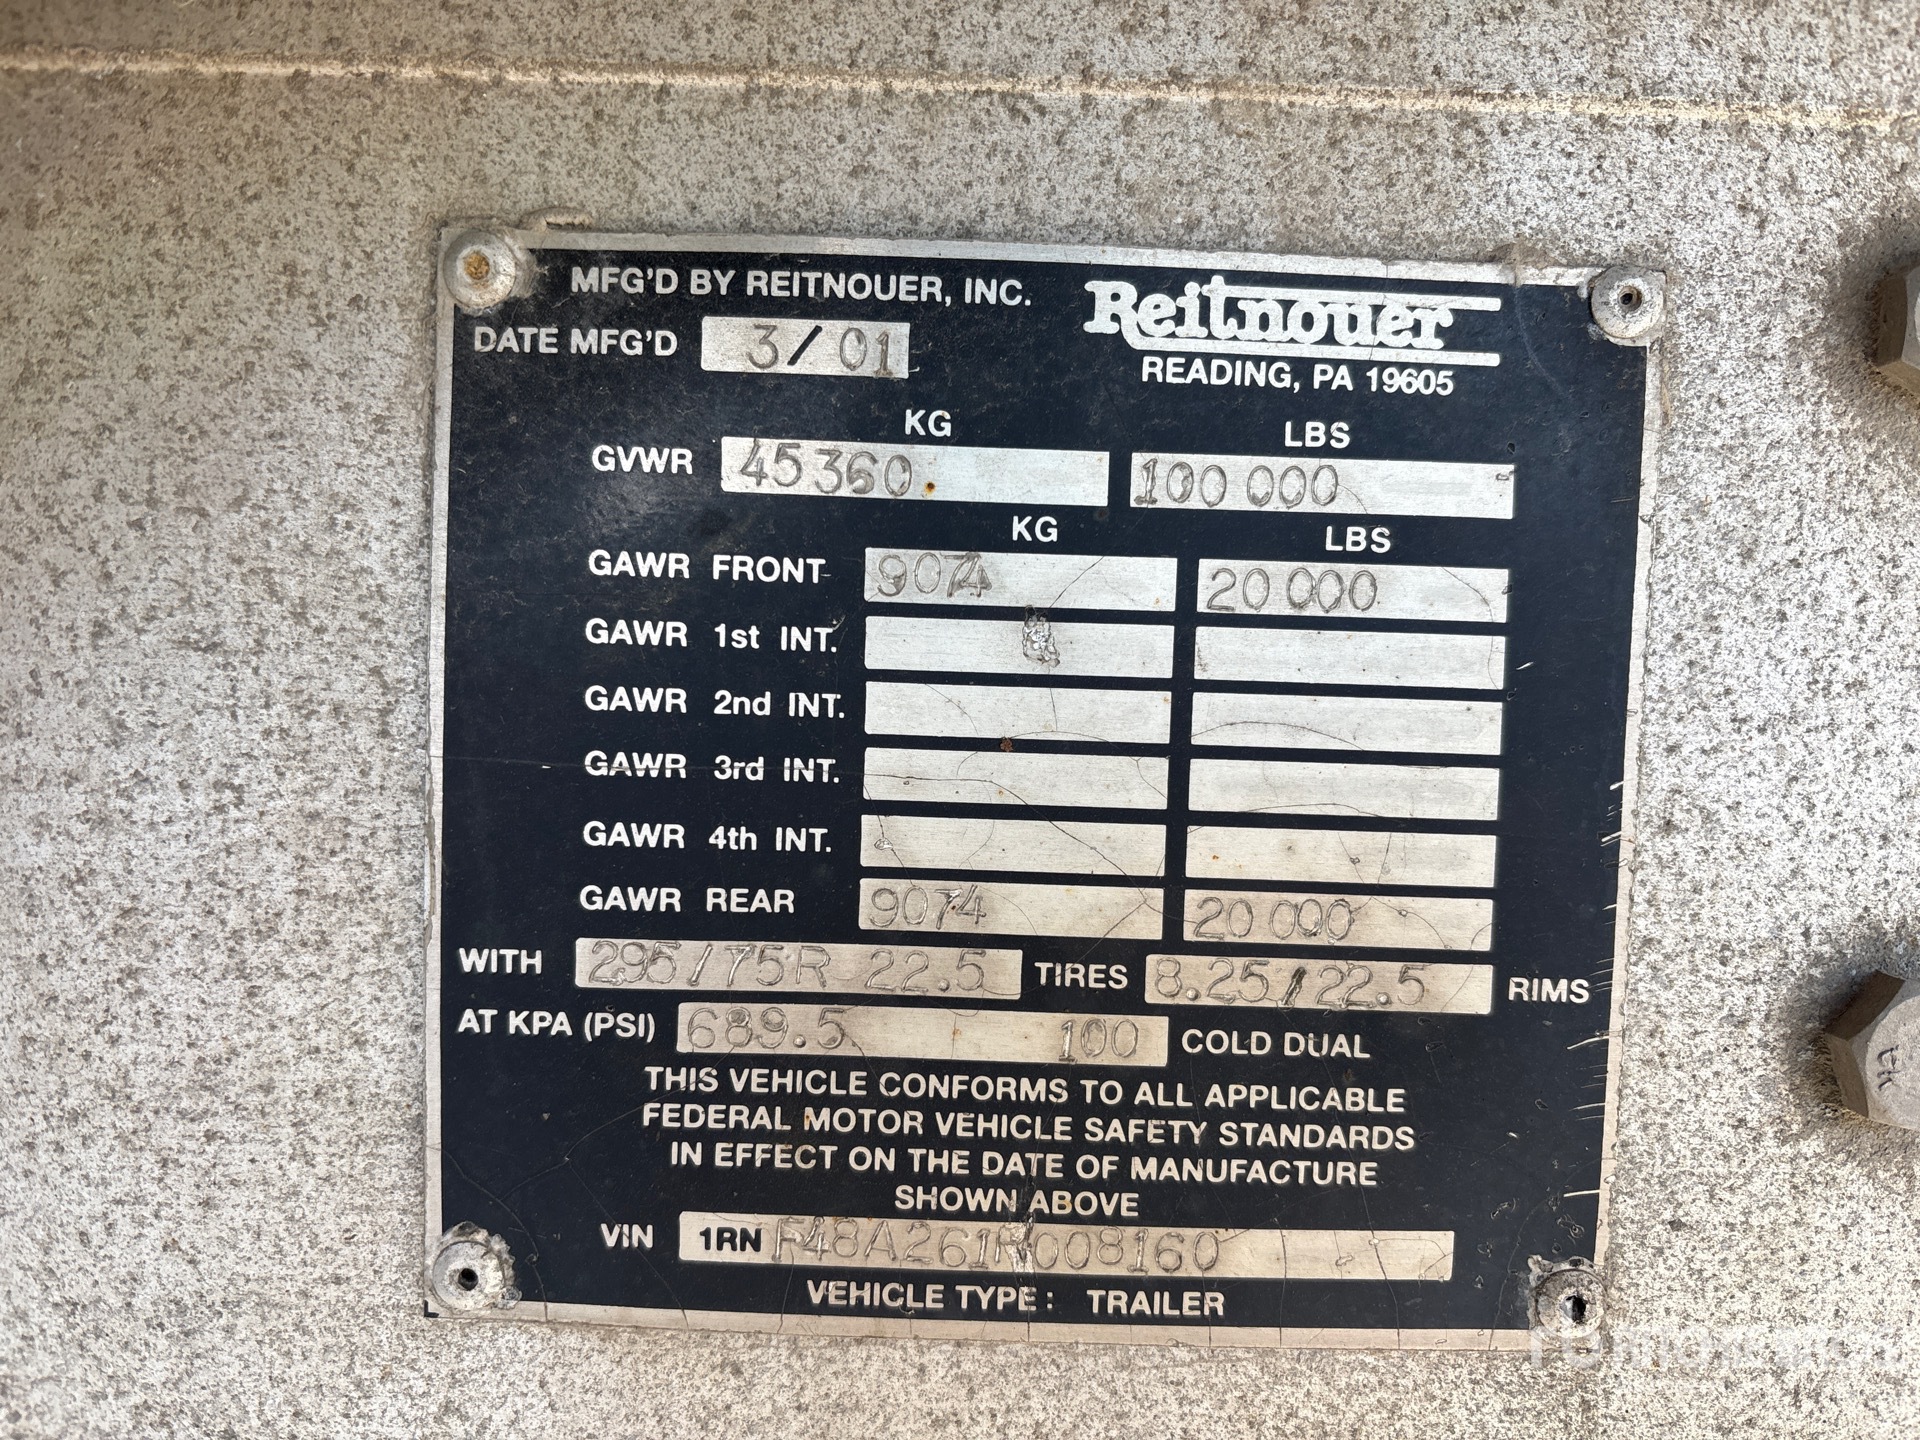 MFG'D BY REITNOUER, INC.
Reitnouer
DATE MFG'D 3/01
READING, PA 19605
KG LBS
GVWR 45360 100 000
KG LBS
GAWR FRONT 9074 20 000
GAWR 1st INT.
GAWR 2nd INT.
GAWR 3rd INT.
GAWR 4th INT.
GAWR REAR 9074 20 000
WITH 295/75R 22.5 TIRES 8.25/22.5 RIMS
AT KPA (PSI) 689.5 100 COLD DUAL
THIS VEHICLE CONFORMS TO ALL APPLICABLE
FEDERAL MOTOR VEHICLE SAFETY STANDARDS
IN EFFECT ON THE DATE OF MANUFACTURE
SHOWN ABOVE
VIN 1RN F48A261R008160
VEHICLE TYPE: TRAILER